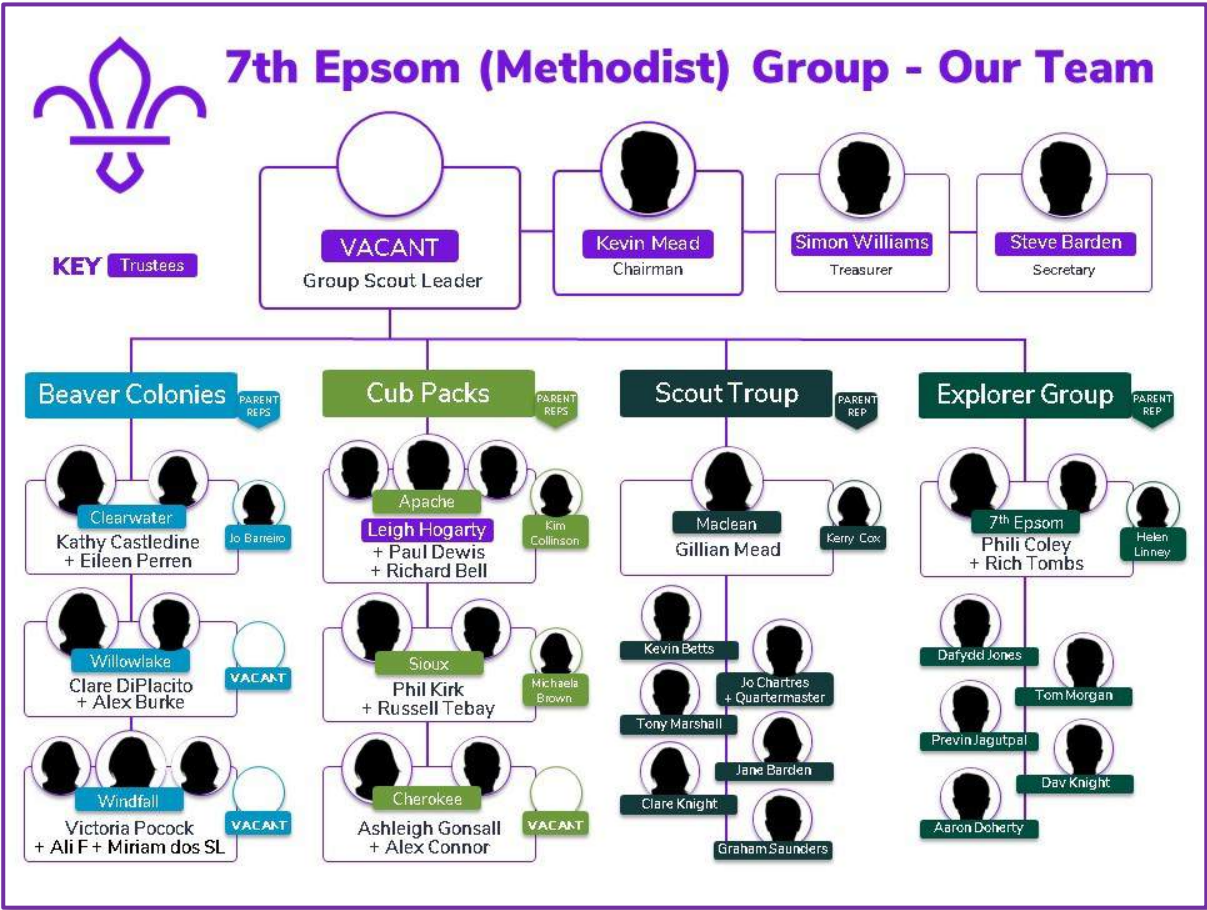 7th Epsom (Methodist) Group - Our Team
KEY Trustees
VACANT
Group Scout Leader
Kevin Mead
Chairman
Simon Williams
Treasurer
Steve Barden
Secretary
Beaver Colonies
PARENT
REPS
Clearwater
Kathy Castledine
+ Eileen Perren
Jo Barreiro
Willowlake
Clare DiPlacito
+ Alex Burke
VACANT
Windfall
Victoria Pocock
+ Ali F + Miriam dos SL
VACANT
Cub Packs
PARENT
REPS
Apache
Leigh Hogarty
+ Paul Dewis
+ Richard Bell
Kim
Collinson
Sioux
Phil Kirk
+ Russell Tebay
Michaela
Brown
Cherokee
Ashleigh Gonsall
+ Alex Connor
VACANT
Scout Troup
PARENT
REP
Maclean
Gillian Mead
Kerry Cox
Kevin Betts
Jo Chartres
+ Quartermaster
Tony Marshall
Jane Barden
Clare Knight
Graham Saunders
Explorer Group
PARENT
REP
7th Epsom
Phili Coley
+ Rich Tombs
Helen
Linney
Dafydd Jones
Tom Morgan
Previn Jagutpal
Dav Knight
Aaron Doherty